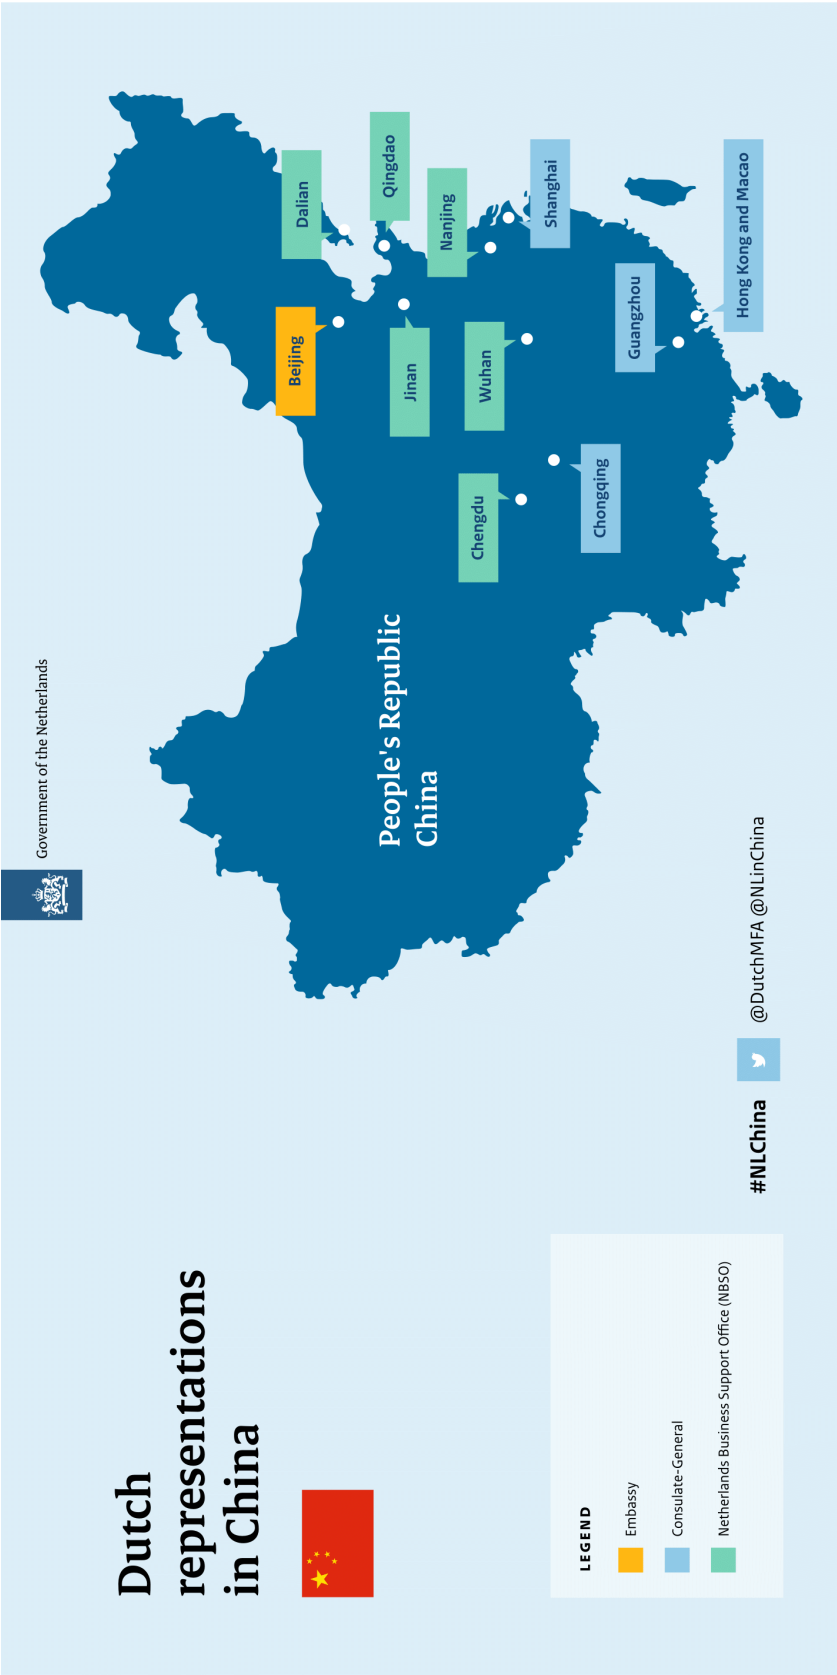 Government of the Netherlands
Dutch
representations
in China
People's Republic
China
Beijing
Dalian
Qingdao
Jinan
Nanjing
Shanghai
Wuhan
Chengdu
Chongqing
Guangzhou
Hong Kong and Macao
LEGEND
Embassy
Consulate-General
Netherlands Business Support Office (NBSO)
#NLChina @DutchMFA @NLinChina